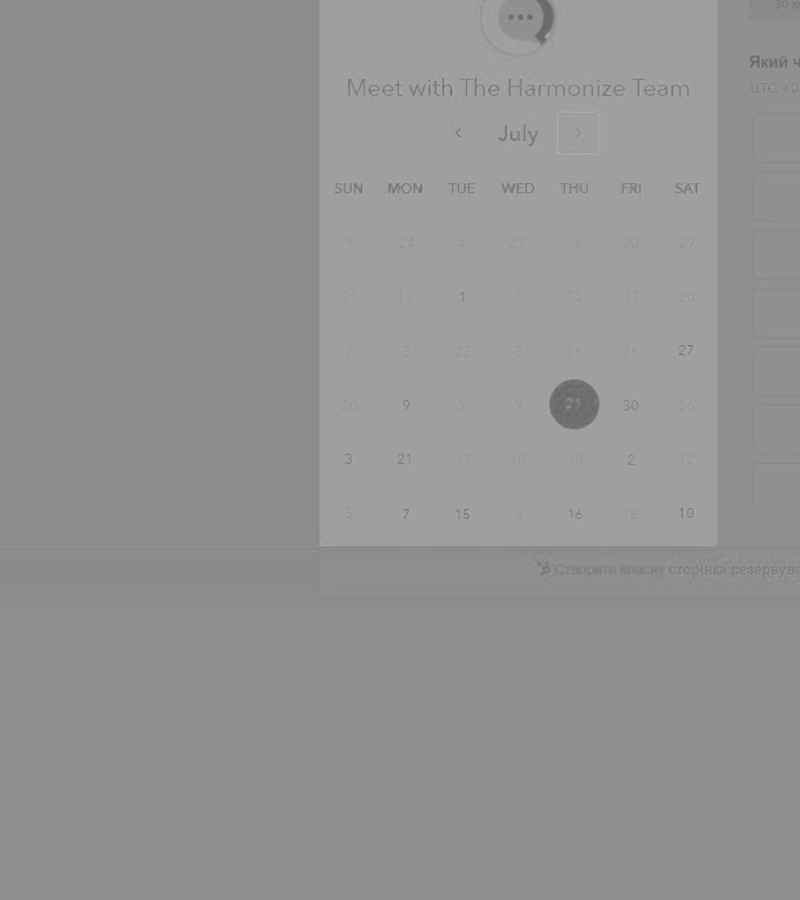 30
Meet with The Harmonize Team
July
SUN MON TUE WED THU FRI SAT
9 24 4 27 16 20 29
21 11 1 7 13 17 20
7 3 22 3 26 26 27
20 9 5 9 21 30 26
3 21 17 18 10 2 12
5 7 15 3 16 18 10
Який
UTC +0
Створити власну сторінка